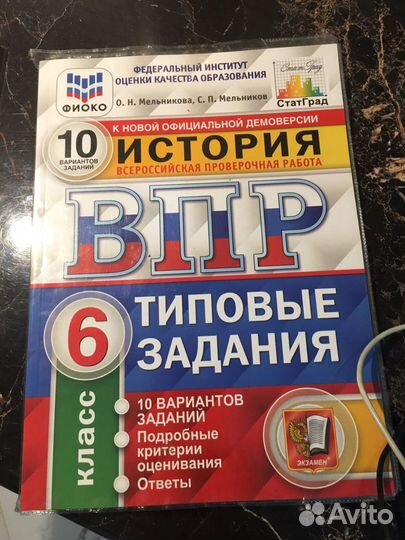 ФЕДЕРАЛЬНЫЙ ИНСТИТУТ
ОЦЕНКИ КАЧЕСТВА ОБРАЗОВАНИЯ
ФИОКО
О. Н. Мельникова, С. П. Мельников
СтатГрад
К НОВОЙ ОФИЦИАЛЬНОЙ ДЕМОВЕРСИИ
10
ВАРИАНТОВ
ЗАДАНИЙ
ИСТОРИЯ
ВСЕРОССИЙСКАЯ ПРОВЕРОЧНАЯ РАБОТА
ВПР
6
класс
ТИПОВЫЕ
ЗАДАНИЯ
10 ВАРИАНТОВ
ЗАДАНИЙ
Подробные
критерии
оценивания
Ответы
ЭКЗАМЕН
Avito